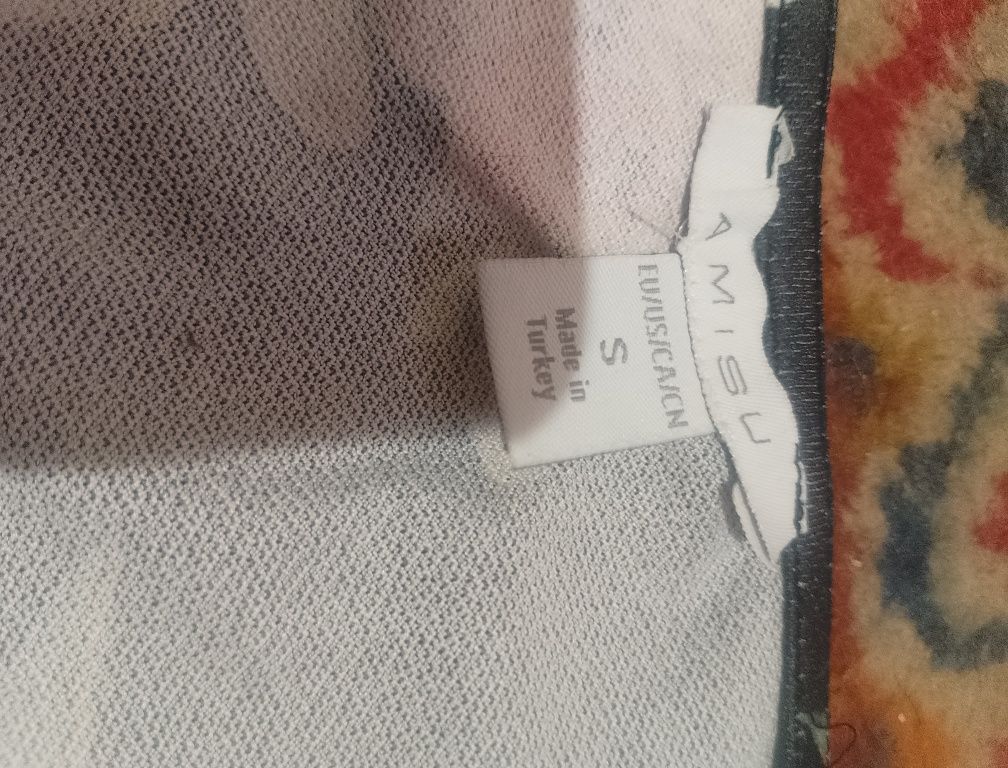 AMISU
EU/US/CA/CN
S
Made in
Turkey